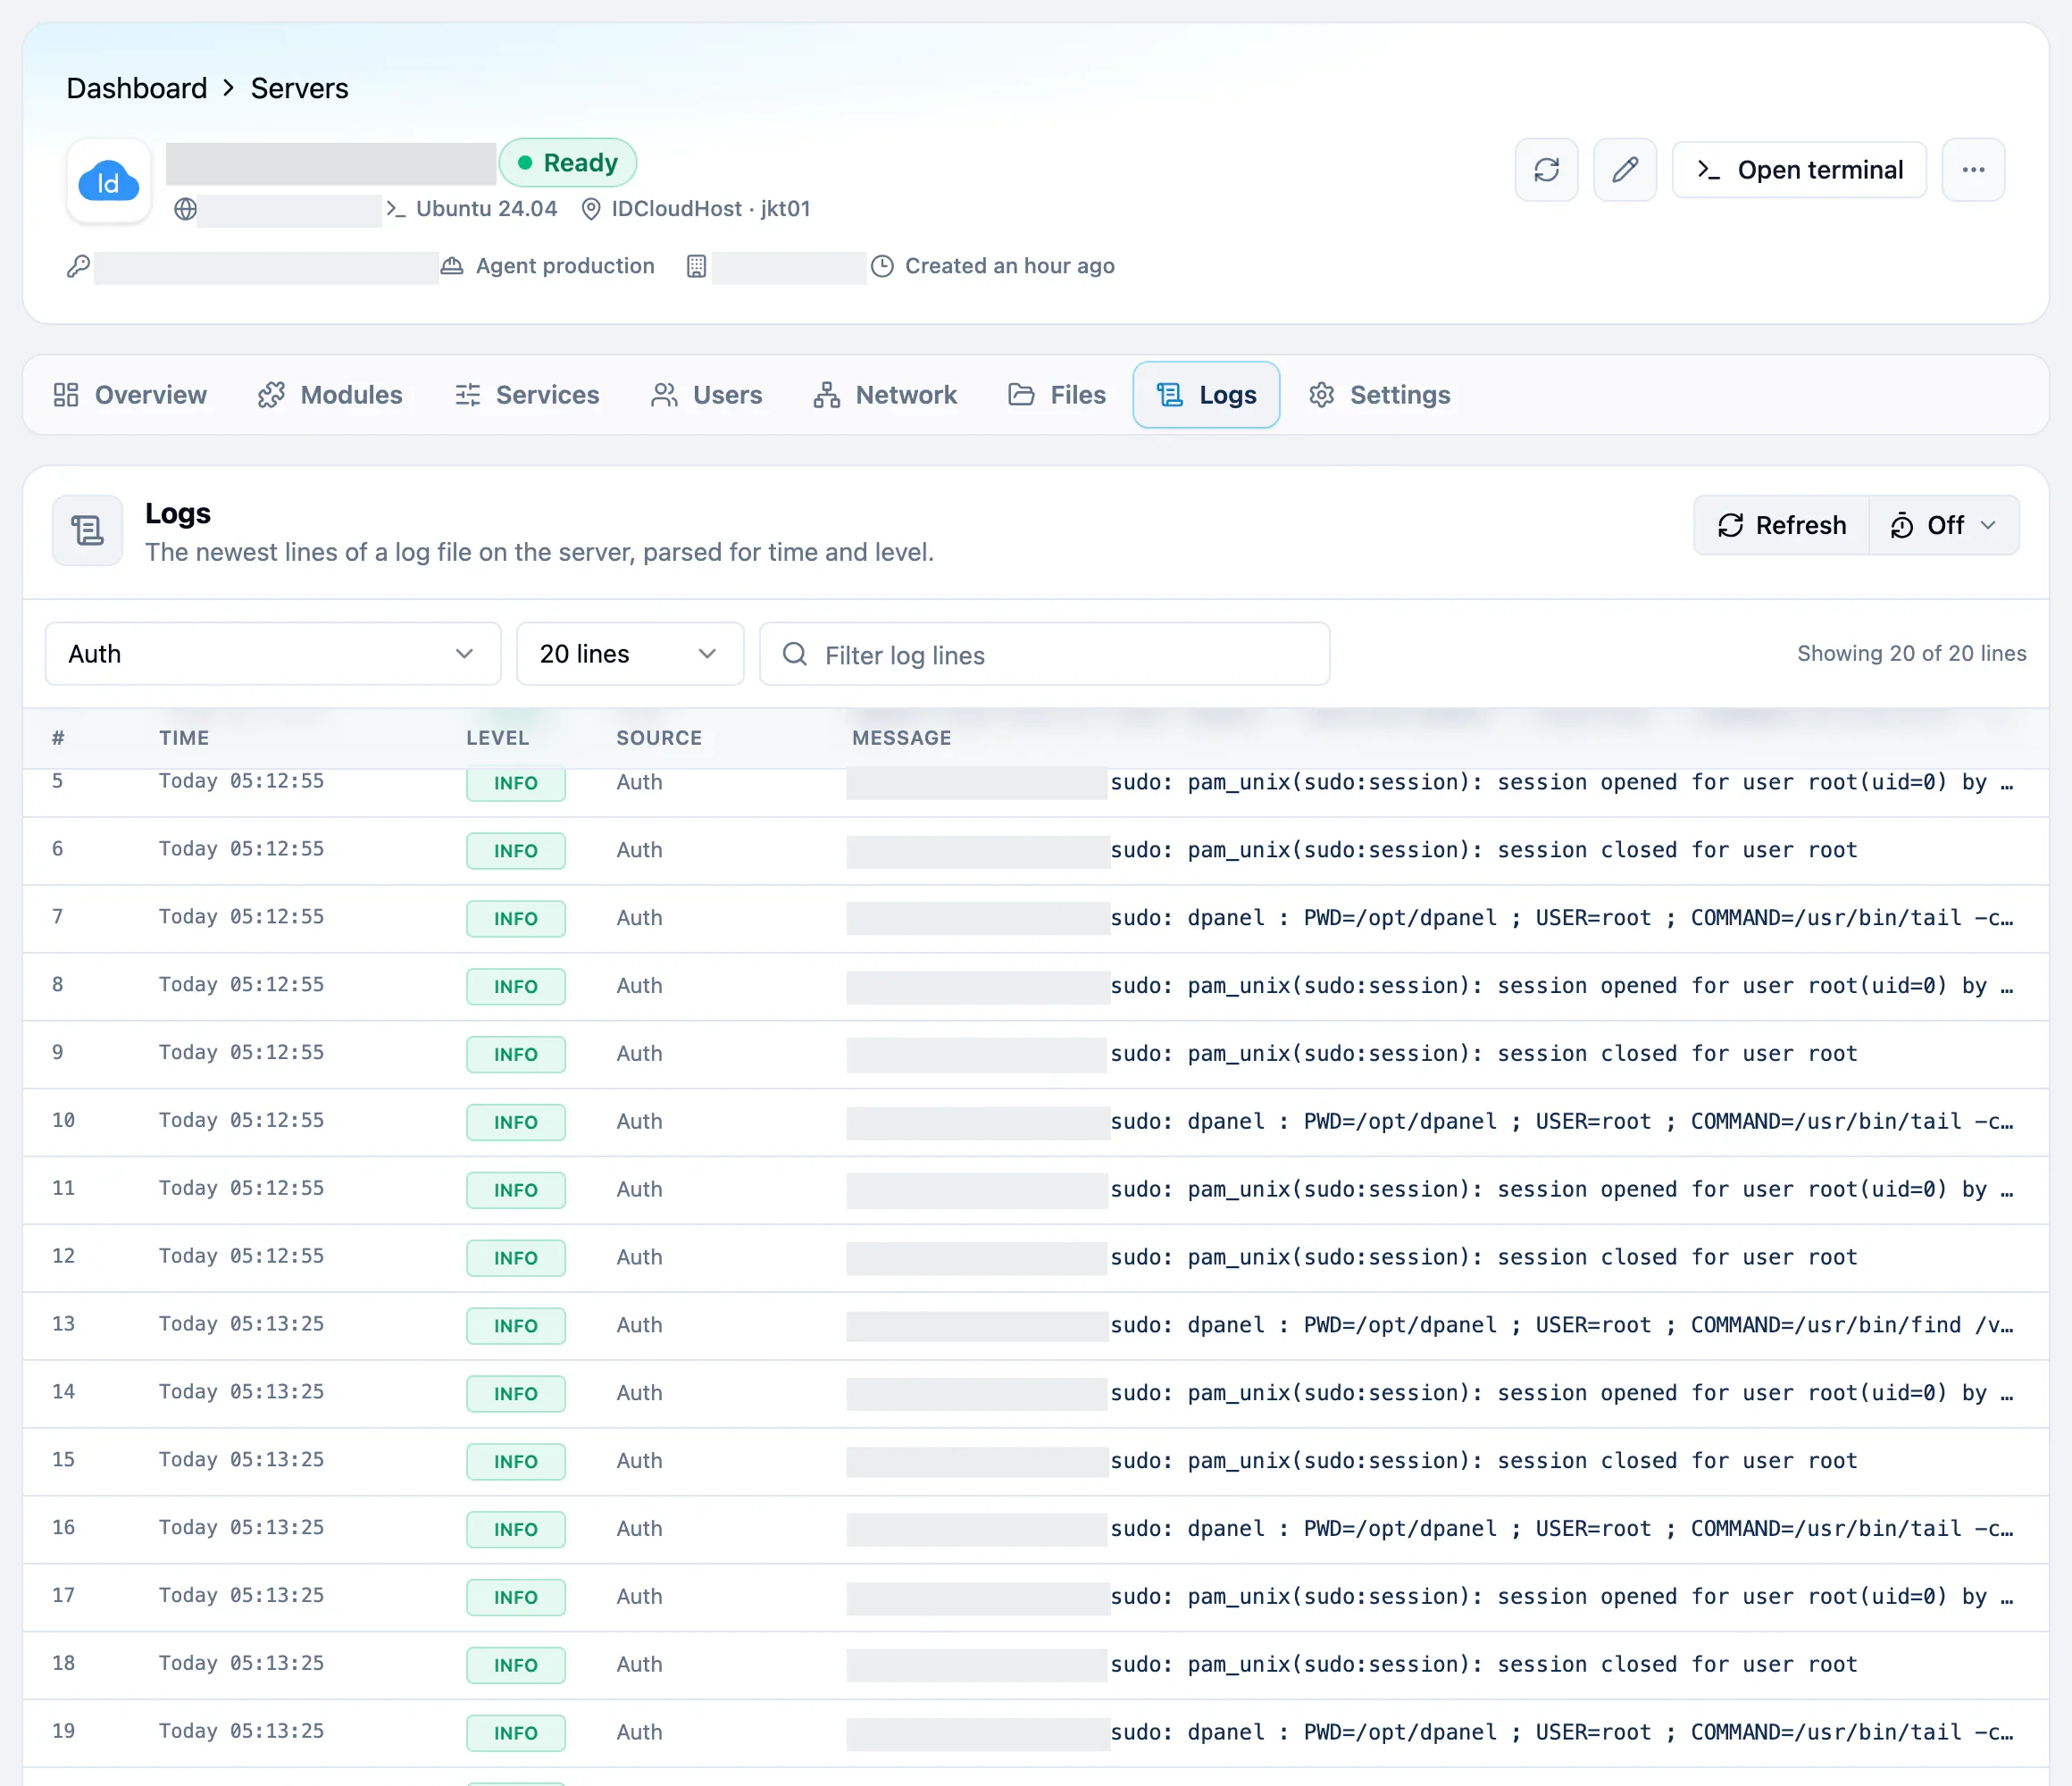 Dashboard > Servers
Id
Ready
Ubuntu 24.04 IDCloudHost · jkt01
Open terminal
Agent production Created an hour ago
Overview Modules Services Users Network Files Logs Settings
Logs
The newest lines of a log file on the server, parsed for time and level.
Refresh Off
Auth 20 lines Filter log lines Showing 20 of 20 lines
# TIME LEVEL SOURCE MESSAGE
5 Today 05:12:55 INFO Auth sudo: pam_unix(sudo:session): session opened for user root(uid=0) by …
6 Today 05:12:55 INFO Auth sudo: pam_unix(sudo:session): session closed for user root
7 Today 05:12:55 INFO Auth sudo: dpanel : PWD=/opt/dpanel ; USER=root ; COMMAND=/usr/bin/tail -c…
8 Today 05:12:55 INFO Auth sudo: pam_unix(sudo:session): session opened for user root(uid=0) by …
9 Today 05:12:55 INFO Auth sudo: pam_unix(sudo:session): session closed for user root
10 Today 05:12:55 INFO Auth sudo: dpanel : PWD=/opt/dpanel ; USER=root ; COMMAND=/usr/bin/tail -c…
11 Today 05:12:55 INFO Auth sudo: pam_unix(sudo:session): session opened for user root(uid=0) by …
12 Today 05:12:55 INFO Auth sudo: pam_unix(sudo:session): session closed for user root
13 Today 05:13:25 INFO Auth sudo: dpanel : PWD=/opt/dpanel ; USER=root ; COMMAND=/usr/bin/find /v…
14 Today 05:13:25 INFO Auth sudo: pam_unix(sudo:session): session opened for user root(uid=0) by …
15 Today 05:13:25 INFO Auth sudo: pam_unix(sudo:session): session closed for user root
16 Today 05:13:25 INFO Auth sudo: dpanel : PWD=/opt/dpanel ; USER=root ; COMMAND=/usr/bin/tail -c…
17 Today 05:13:25 INFO Auth sudo: pam_unix(sudo:session): session opened for user root(uid=0) by …
18 Today 05:13:25 INFO Auth sudo: pam_unix(sudo:session): session closed for user root
19 Today 05:13:25 INFO Auth sudo: dpanel : PWD=/opt/dpanel ; USER=root ; COMMAND=/usr/bin/tail -c…